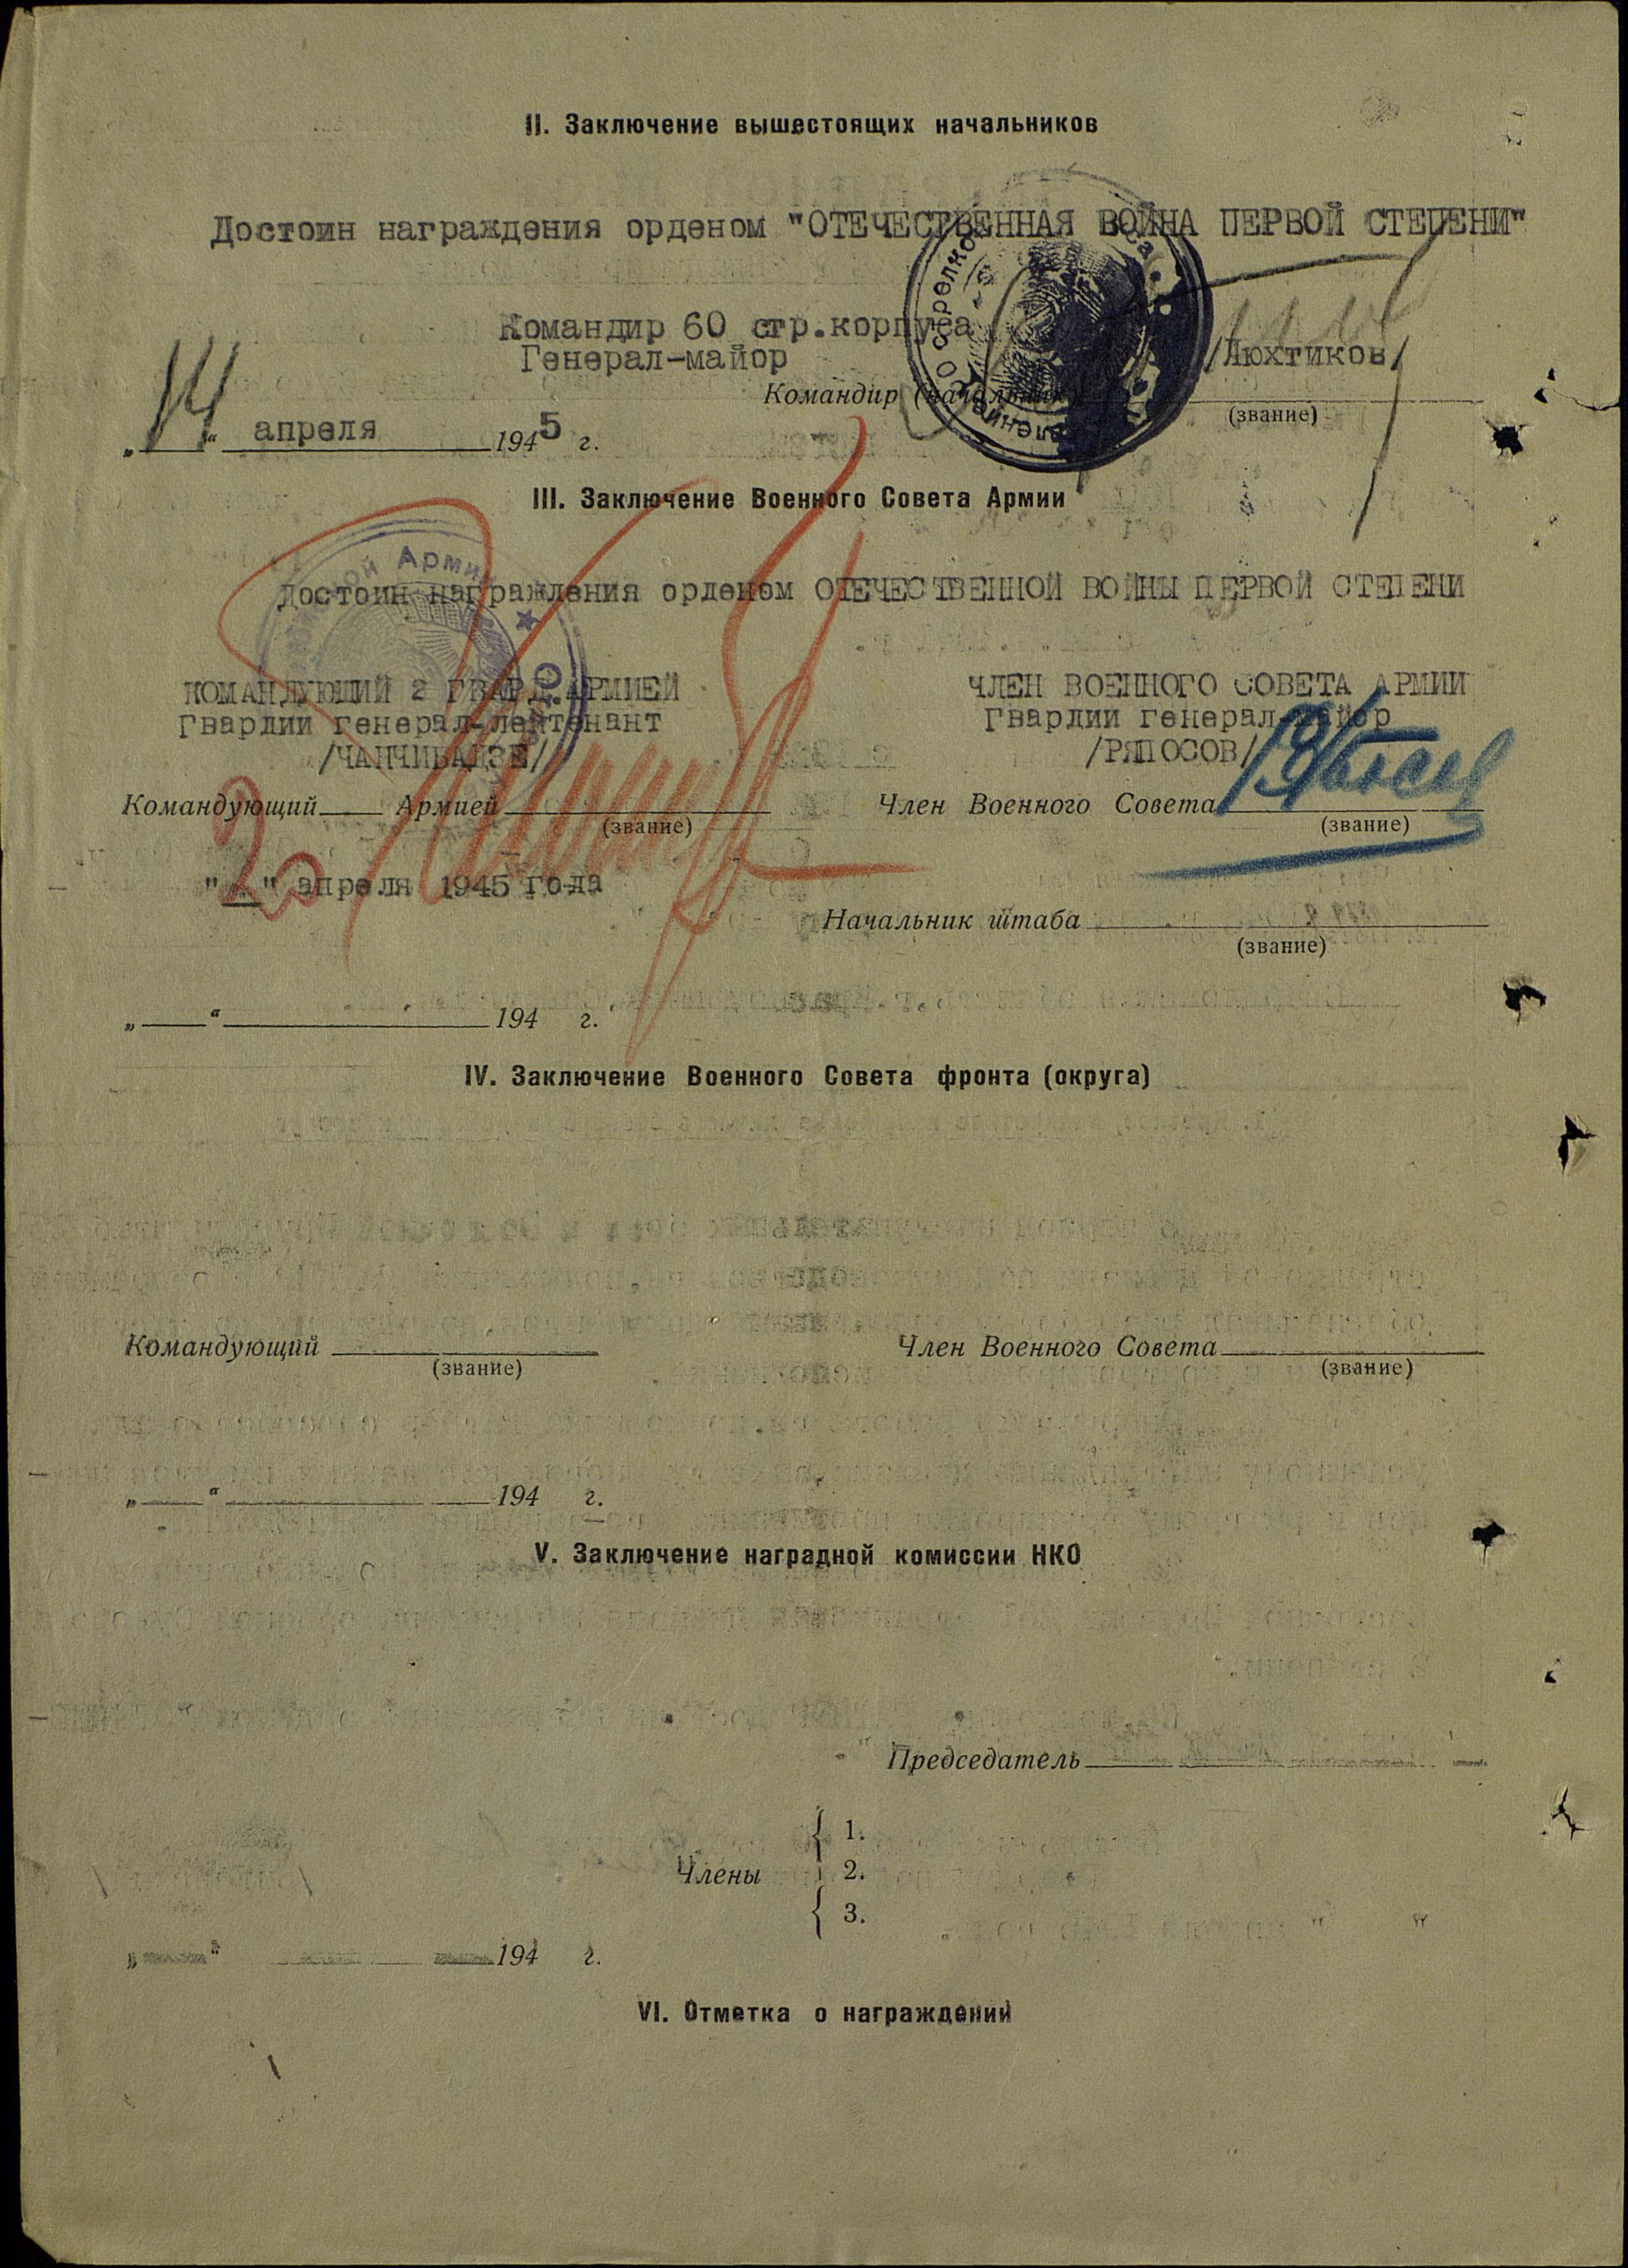 II. Заключение вышестоящих начальников
Достоин награждения орденом "ОТЕЧЕСТВЕННАЯ ВОЙНА ПЕРВОЙ СТЕПЕНИ"
Командир 60 стр.корпуса
Генерал-майор /Люхтиков/
Командир (начальник)
(звание)
„14“ апреля 1945 г.
III. Заключение Военного Совета Армии
Армии
Достоин награждения орденом ОТЕЧЕСТВЕННОЙ ВОЙНЫ ПЕРВОЙ СТЕПЕНИ
КОМАНДУЮЩИЙ 2 ГВАРД.АРМИЕЙ ЧЛЕН ВОЕННОГО СОВЕТА АРМИИ
Гвардии генерал-лейтенант Гвардии генерал-майор
/ЧАНЧИБАДЗЕ/ /РЯПОСОВ/
Командующий Армией Член Военного Совета
(звание) (звание)
"20" апреля 1945 года
Начальник штаба
(звание)
„ “ 194 г.
IV. Заключение Военного Совета фронта (округа)
Командующий Член Военного Совета
(звание) (звание)
„ “ 194 г.
V. Заключение наградной комиссии НКО
Председатель
1.
Члены 2.
3.
„ “ 194 г.
VI. Отметка о награждении